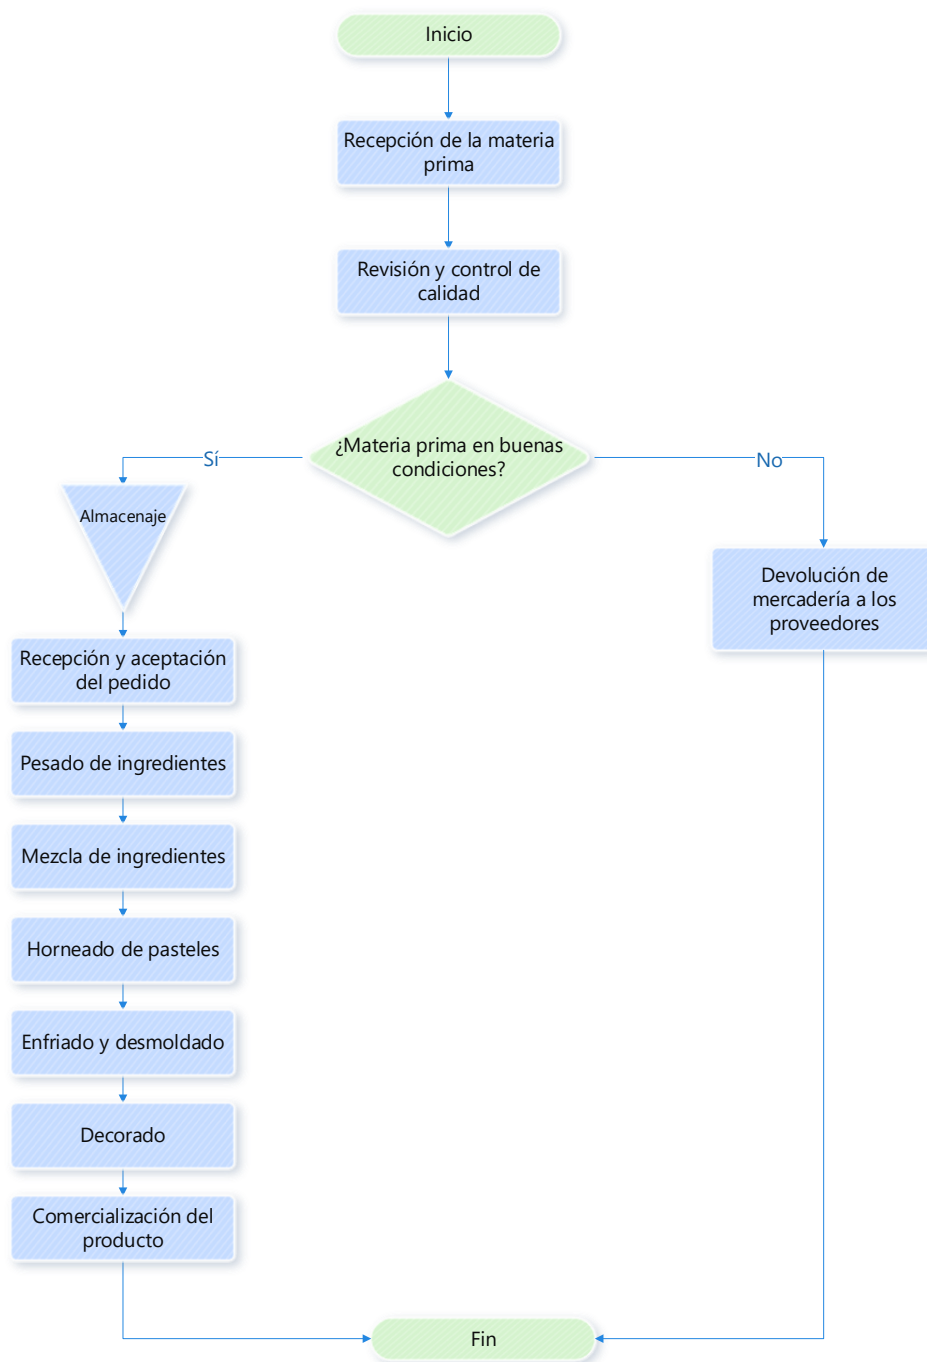 Inicio
Recepción de la materia
prima
Revisión y control de
calidad
¿Materia prima en buenas
condiciones?
Sí
No
Almacenaje
Devolución de
mercadería a los
proveedores
Recepción y aceptación
del pedido
Pesado de ingredientes
Mezcla de ingredientes
Horneado de pasteles
Enfriado y desmoldado
Decorado
Comercialización del
producto
Fin